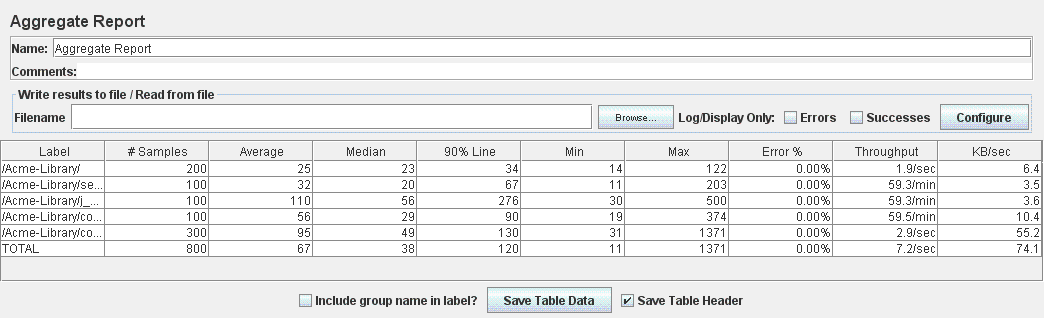 Aggregate Report
Name: Aggregate Report
Comments:
Write results to file / Read from file
Filename Browse... Log/Display Only: Errors Successes Configure
Label # Samples Average Median 90% Line Min Max Error % Throughput KB/sec
/Acme-Library/ 200 25 23 34 14 122 0.00% 1.9/sec 6.4
/Acme-Library/se... 100 32 20 67 11 203 0.00% 59.3/min 3.5
/Acme-Library/j_... 100 110 56 276 30 500 0.00% 59.3/min 3.6
/Acme-Library/co... 100 56 29 90 19 374 0.00% 59.5/min 10.4
/Acme-Library/co... 300 95 49 130 31 1371 0.00% 2.9/sec 55.2
TOTAL 800 67 38 120 11 1371 0.00% 7.2/sec 74.1
Include group name in label? Save Table Data Save Table Header